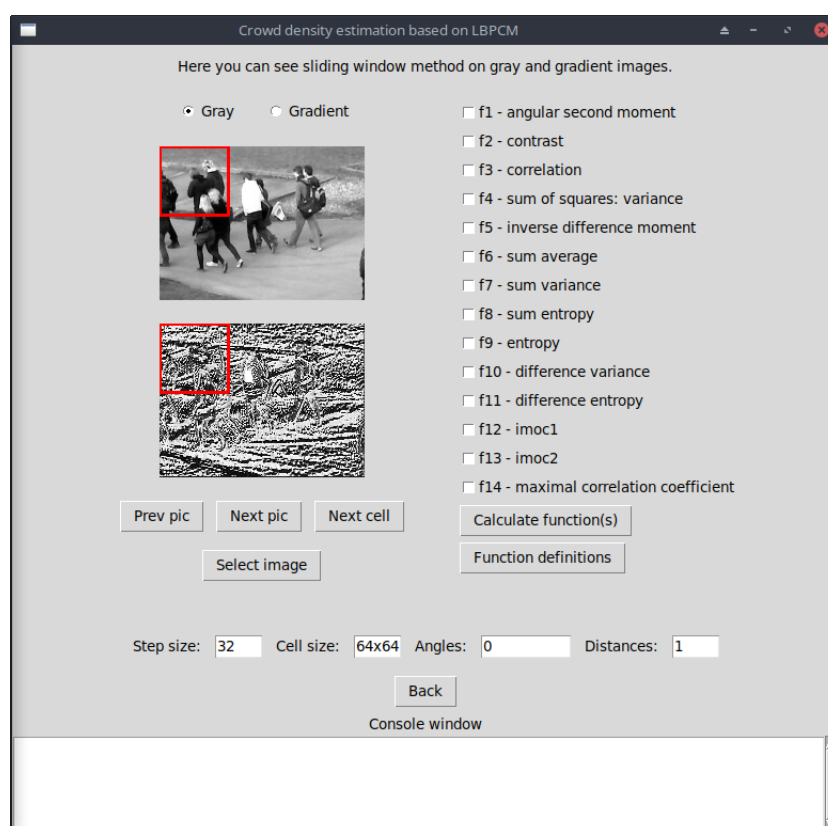 Crowd density estimation based on LBPCM
Here you can see sliding window method on gray and gradient images.
Gray Gradient
f1 - angular second moment
f2 - contrast
f3 - correlation
f4 - sum of squares: variance
f5 - inverse difference moment
f6 - sum average
f7 - sum variance
f8 - sum entropy
f9 - entropy
f10 - difference variance
f11 - difference entropy
f12 - imoc1
f13 - imoc2
f14 - maximal correlation coefficient
Prev pic Next pic Next cell
Calculate function(s)
Select image
Function definitions
Step size: 32 Cell size: 64x64 Angles: 0 Distances: 1
Back
Console window